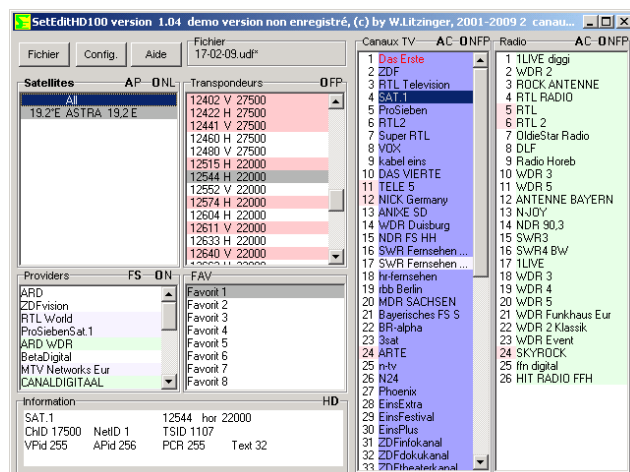 SetEditHD100 version 1.04 demo version non enregistré, (c) by W.Litzinger, 2001-2009 2 canau...
Fichier
Config.
Aide
Fichier
17-02-09.udf*
Satellites AP ONL
All
19,2°E ASTRA 19,2 E
Transpondeurs OFP
12402 V 27500
12422 H 27500
12441 V 27500
12460 H 27500
12480 V 27500
12515 H 22000
12544 H 22000
12552 V 22000
12574 H 22000
12604 H 22000
12611 V 22000
12633 H 22000
12640 V 22000
12663 H 22000
Providers FS ON
ARD
ZDFvision
RTL World
ProSiebenSat.1
ARD WDR
BetaDigital
MTV Networks Eur
CANALDIGITAAL
FAV
Favorit 1
Favorit 2
Favorit 3
Favorit 4
Favorit 5
Favorit 6
Favorit 7
Favorit 8
Information HD
SAT.1 12544 hor 22000
ChID 17500 NetID 1 TSID 1107
VPid 255 APid 256 PCR 255 Text 32
Canaux TV AC ONFP
1 Das Erste
2 ZDF
3 RTL Television
4 SAT.1
5 ProSieben
6 RTL2
7 Super RTL
8 VOX
9 kabel eins
10 DAS VIERTE
11 TELE 5
12 NICK Germany
13 ANIXE SD
14 WDR Duisburg
15 NDR FS HH
16 SWR Fernsehen ...
17 SWR Fernsehen ...
18 hr-fernsehen
19 rbb Berlin
20 MDR SACHSEN
21 Bayerisches FS S
22 BR-alpha
23 3sat
24 ARTE
25 n-tv
26 N24
27 Phoenix
28 EinsExtra
29 EinsFestival
30 EinsPlus
31 ZDFinfokanal
32 ZDFdokukanal
33 ZDFtheaterkanal
Radio AC ONFP
1 1LIVE diggi
2 WDR 2
3 ROCK ANTENNE
4 RTL RADIO
5 RTL
6 RTL 2
7 OldieStar Radio
8 DLF
9 Radio Horeb
10 WDR 3
11 WDR 5
12 ANTENNE BAYERN
13 N-JOY
14 NDR 90,3
15 SWR3
16 SWR4 BW
17 1LIVE
18 WDR 3
19 WDR 4
20 WDR 5
21 WDR Funkhaus Eur
22 WDR 2 Klassik
23 WDR Event
24 SKYROCK
25 ffn digital
26 HIT RADIO FFH